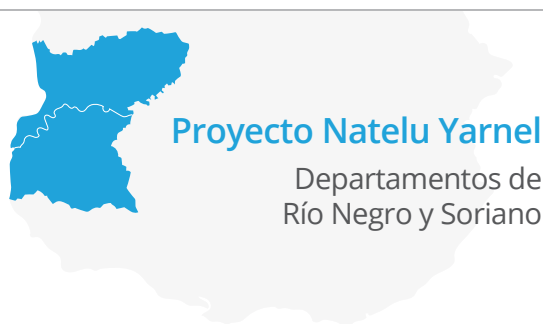 Proyecto Natelu Yarnel
Departamentos de
Río Negro y Soriano